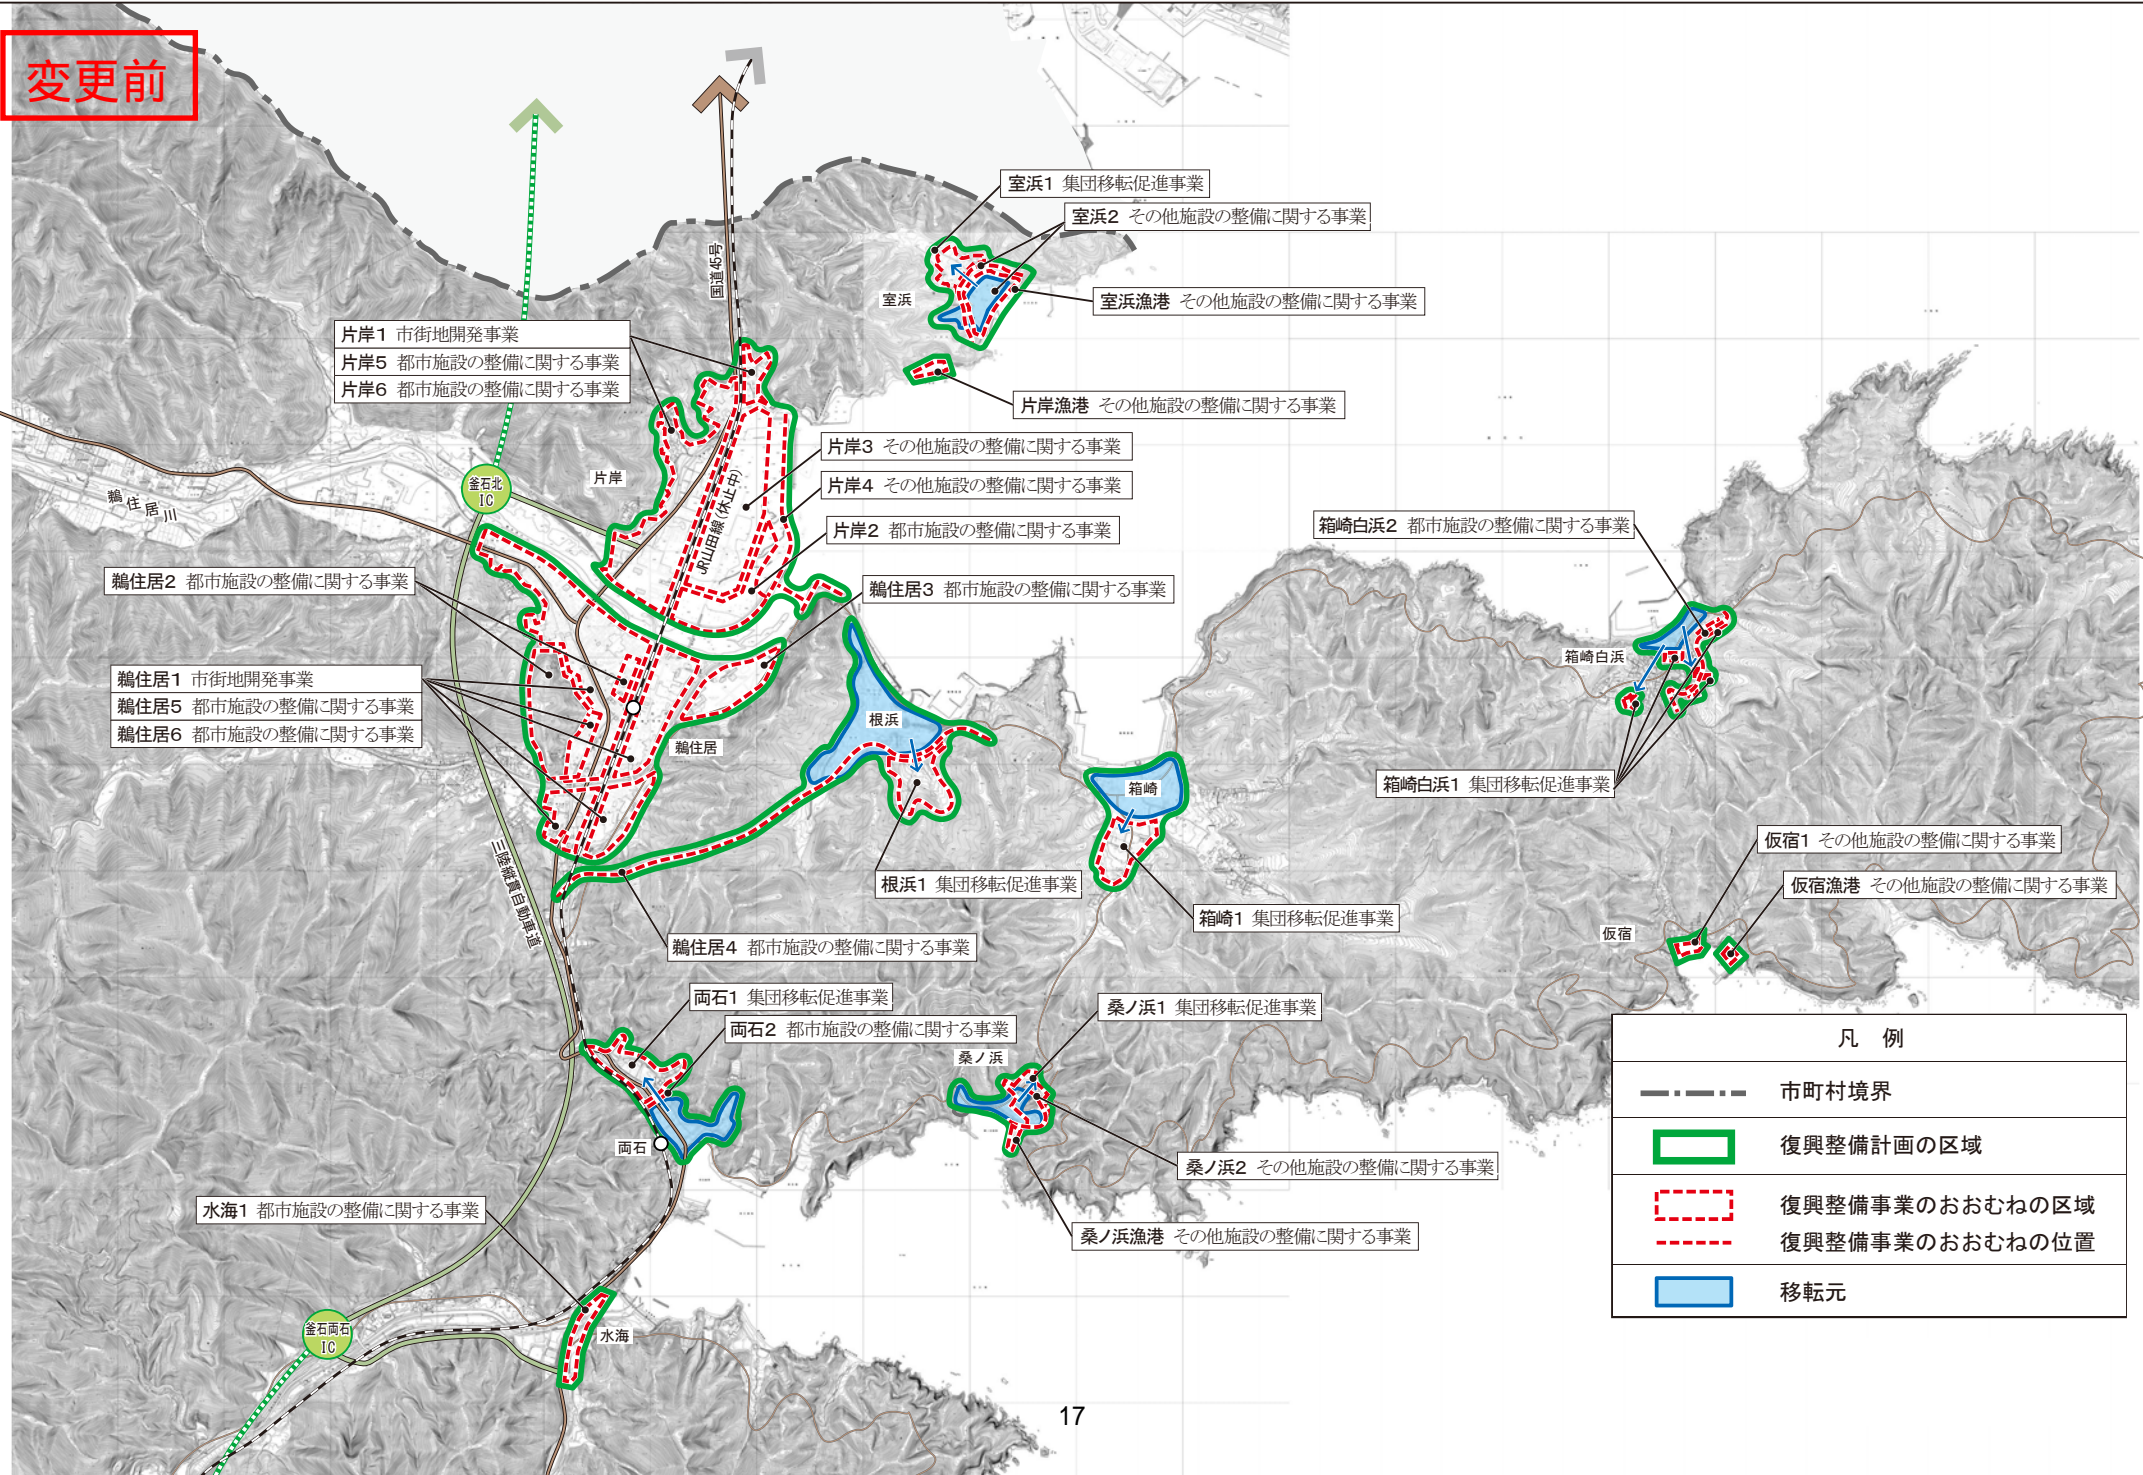 変更前
室浜1 集団移転促進事業
室浜2 その他施設の整備に関する事業
国道45号
室浜
室浜漁港 その他施設の整備に関する事業
片岸1 市街地開発事業
片岸5 都市施設の整備に関する事業
片岸6 都市施設の整備に関する事業
片岸漁港 その他施設の整備に関する事業
片岸3 その他施設の整備に関する事業
片岸
釜石北
IC
JR山田線(休止中)
片岸4 その他施設の整備に関する事業
鵜住居川
片岸2 都市施設の整備に関する事業
箱崎白浜2 都市施設の整備に関する事業
鵜住居2 都市施設の整備に関する事業
鵜住居3 都市施設の整備に関する事業
箱崎白浜
鵜住居1 市街地開発事業
鵜住居5 都市施設の整備に関する事業
鵜住居6 都市施設の整備に関する事業
根浜
鵜住居
箱崎
箱崎白浜1 集団移転促進事業
仮宿1 その他施設の整備に関する事業
三陸縦貫自動車道
根浜1 集団移転促進事業
仮宿漁港 その他施設の整備に関する事業
箱崎1 集団移転促進事業
仮宿
鵜住居4 都市施設の整備に関する事業
両石1 集団移転促進事業
桑ノ浜1 集団移転促進事業
両石2 都市施設の整備に関する事業
桑ノ浜
両石
桑ノ浜2 その他施設の整備に関する事業
水海1 都市施設の整備に関する事業
桑ノ浜漁港 その他施設の整備に関する事業
釜石両石
IC
水海
凡 例
市町村境界
復興整備計画の区域
復興整備事業のおおむねの区域
復興整備事業のおおむねの位置
移転元
17